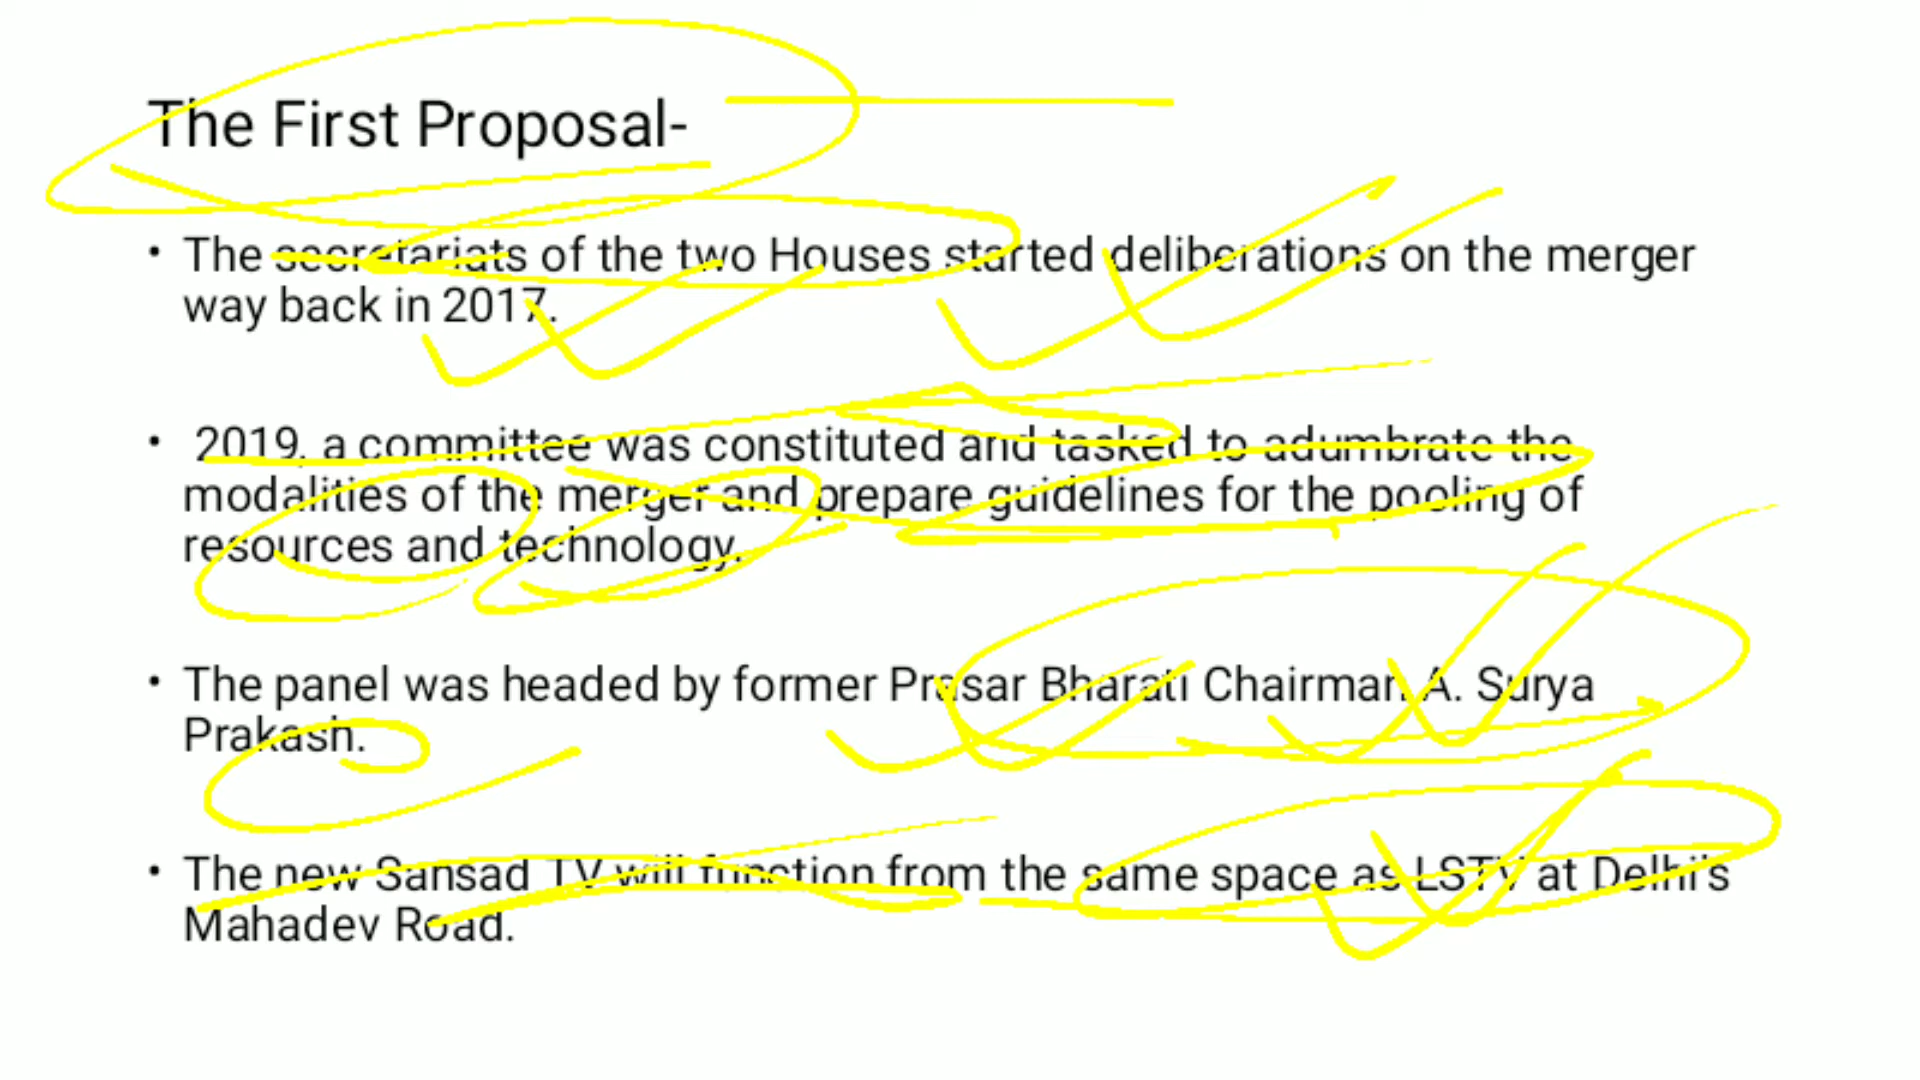 The First Proposal-
• The secretariats of the two Houses started deliberations on the merger
way back in 2017.
• 2019, a committee was constituted and tasked to adumbrate the
modalities of the merger and prepare guidelines for the pooling of
resources and technology.
• The panel was headed by former Prasar Bharati Chairman A. Surya
Prakash.
• The new Sansad TV will function from the same space as LSTV at Delhi's
Mahadev Road.